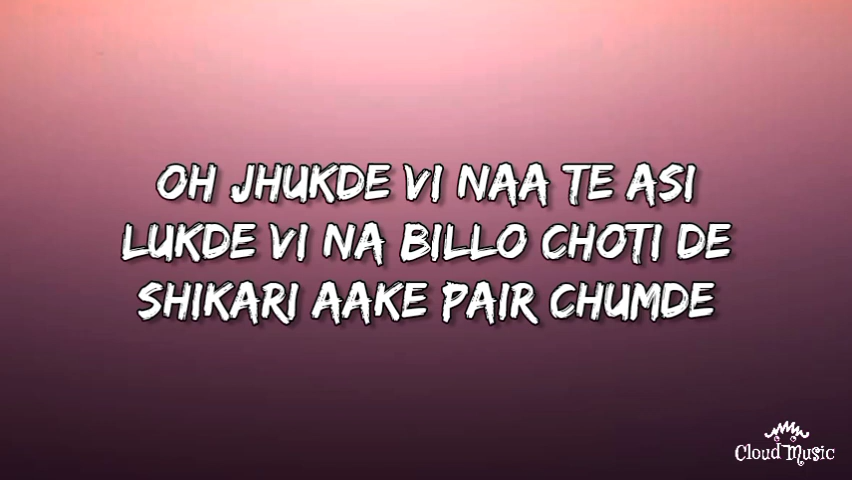 OH JHUKDE VI NAA TE ASI
LUKDE VI NA BILLO CHOTI DE
SHIKARI AAKE PAIR CHUMDE
Cloud Music